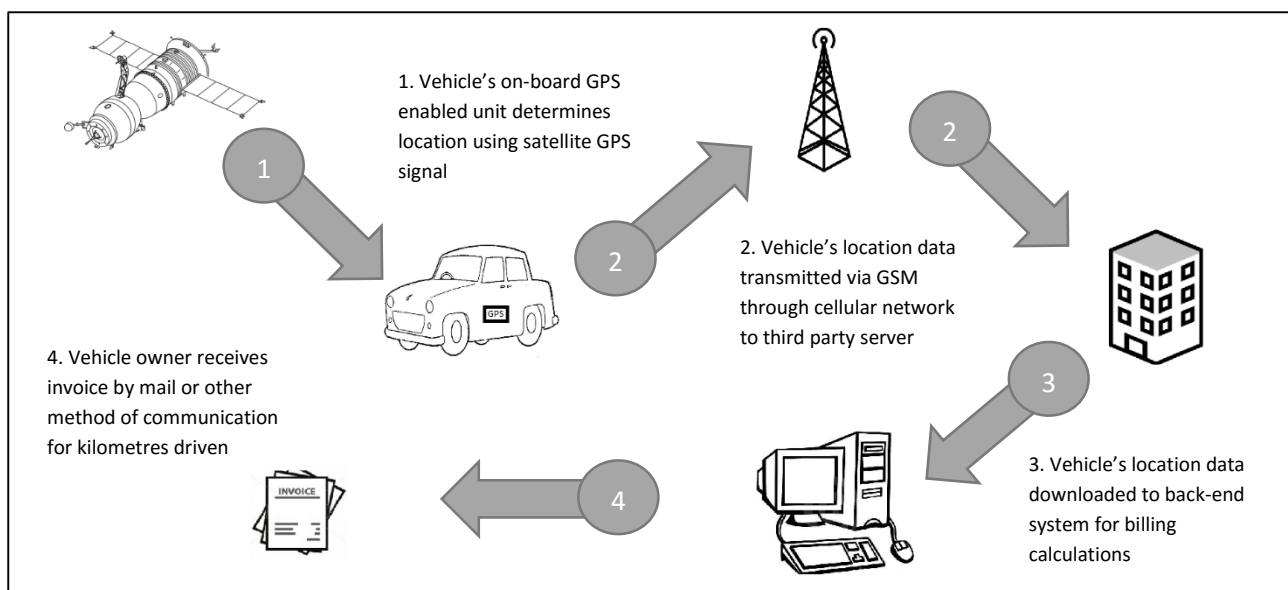 1. Vehicle's on-board GPS
enabled unit determines
location using satellite GPS
signal
1
2
2
GPS
2. Vehicle's location data
transmitted via GSM
through cellular network
to third party server
3
3. Vehicle's location data
downloaded to back-end
system for billing
calculations
4
4. Vehicle owner receives
invoice by mail or other
method of communication
for kilometres driven
INVOICE